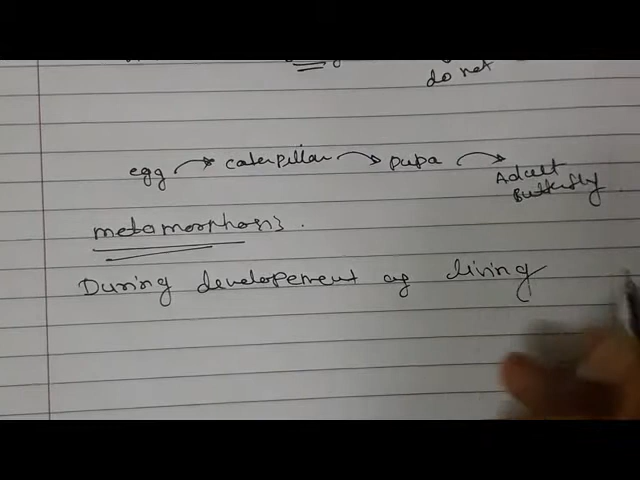 do not
egg → caterpillar → pupa → Adult
Butterfly
metamorphosis.
During developement of living